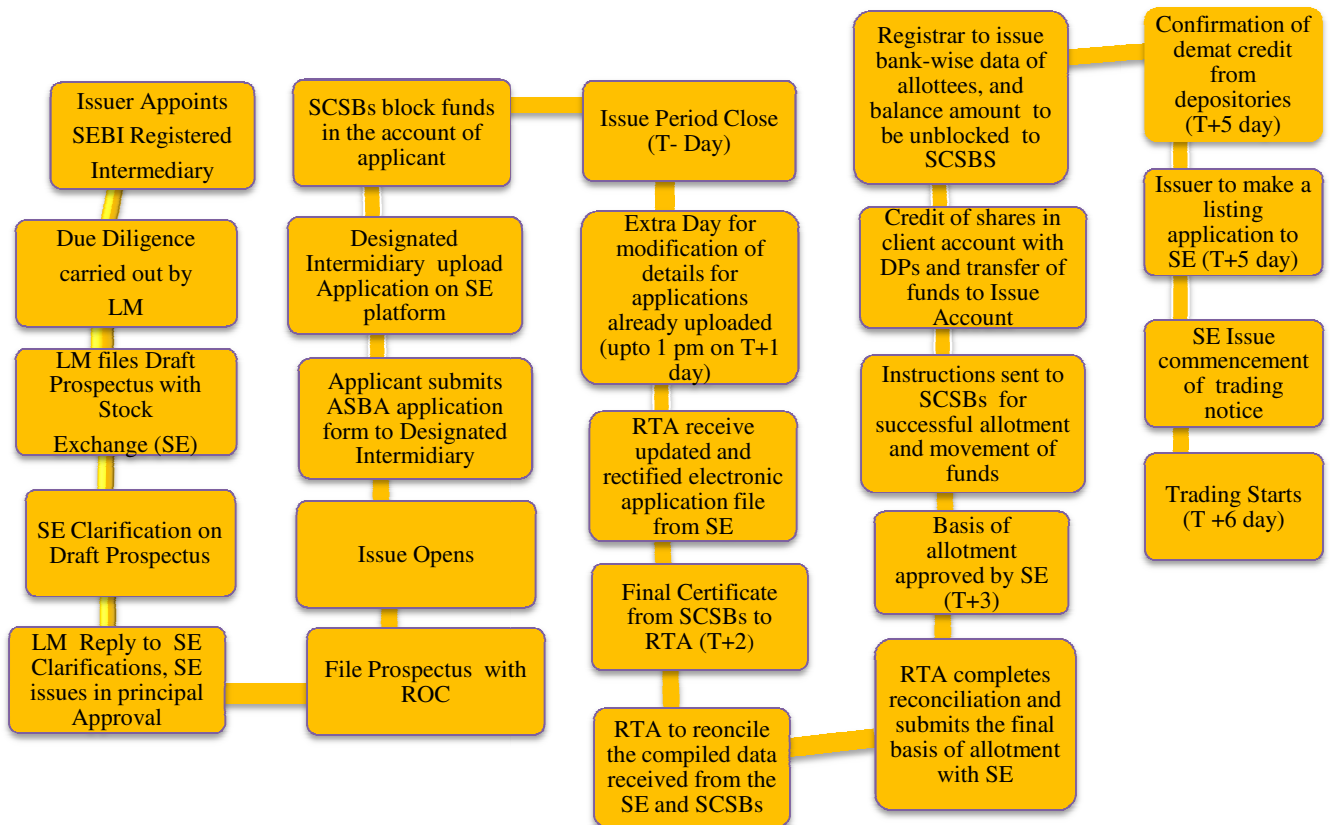 Issuer Appoints
SEBI Registered
Intermediary
Due Diligence
carried out by
LM
LM files Draft
Prospectus with
Stock
Exchange (SE)
SE Clarification on
Draft Prospectus
LM Reply to SE
Clarifications, SE
issues in principal
Approval
File Prospectus with
ROC
Issue Opens
Applicant submits
ASBA application
form to Designated
Intermidiary
Designated
Intermidiary upload
Application on SE
platform
SCSBs block funds
in the account of
applicant
Issue Period Close
(T- Day)
Extra Day for
modification of
details for
applications
already uploaded
(upto 1 pm on T+1
day)
RTA receive
updated and
rectified electronic
application file
from SE
Final Certificate
from SCSBs to
RTA (T+2)
RTA to reconcile
the compiled data
received from the
SE and SCSBs
RTA completes
reconciliation and
submits the final
basis of allotment
with SE
Basis of
allotment
approved by SE
(T+3)
Instructions sent to
SCSBs for
successful allotment
and movement of
funds
Credit of shares in
client account with
DPs and transfer of
funds to Issue
Account
Registrar to issue
bank-wise data of
allottees, and
balance amount to
be unblocked to
SCSBS
Confirmation of
demat credit
from
depositories
(T+5 day)
Issuer to make a
listing
application to
SE (T+5 day)
SE Issue
commencement
of trading
notice
Trading Starts
(T +6 day)